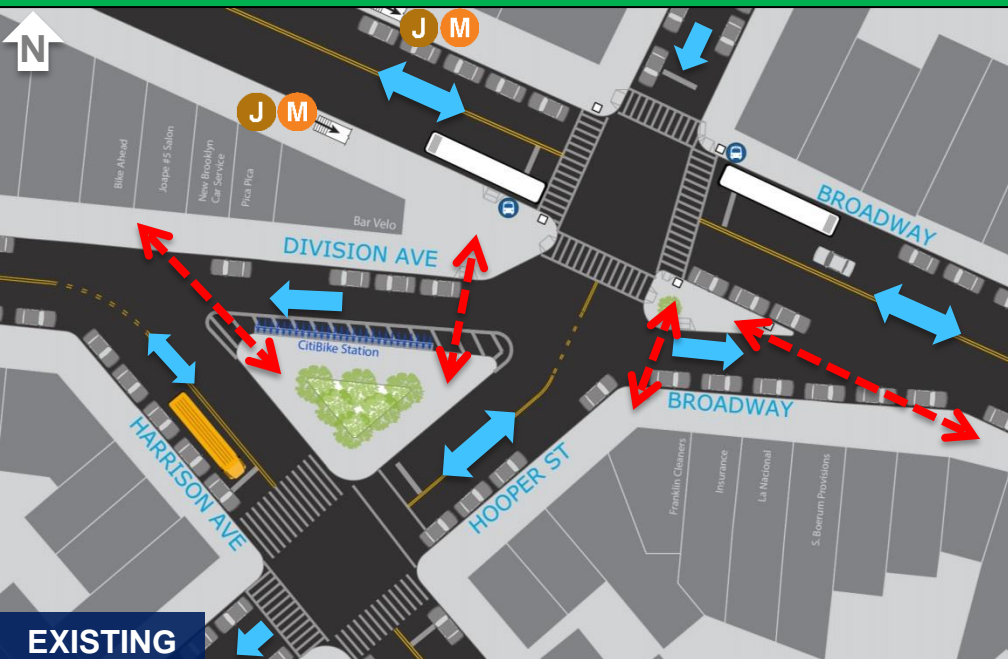 N
J M
J M
Bike Ahead
Joape #5 Salon
New Brooklyn
Car Service
Pica Pica
Bar Velo
DIVISION AVE
BROADWAY
CitiBike Station
BROADWAY
HARRISON AVE
HOOPER ST
Franklin Cleaners
Insurance
La Nacional
S. Boerum Provisions
EXISTING